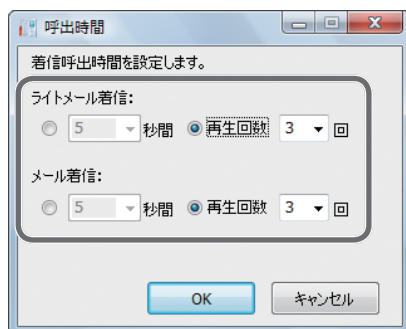 呼出時間
着信呼出時間を設定します。
ライトメール着信:
5 秒間 再生回数 3 回
メール着信:
5 秒間 再生回数 3 回
OK キャンセル